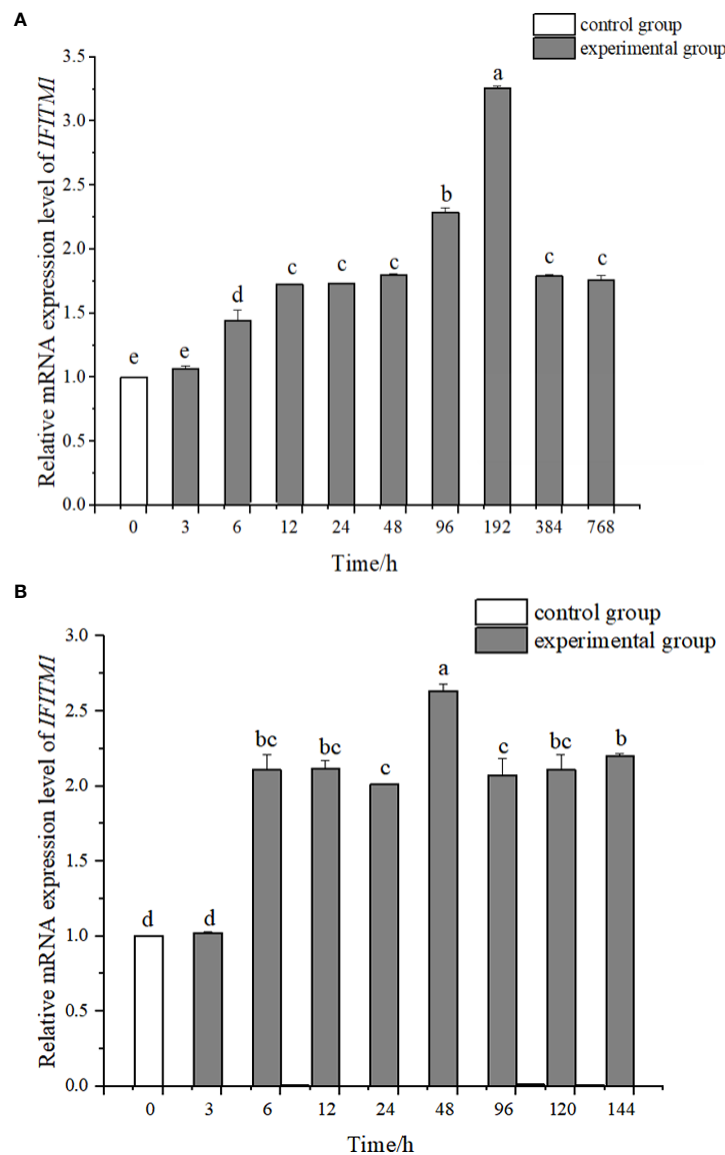 A
control group
experimental group
Relative mRNA expression level of IFITM1
3.5
3.0
2.5
2.0
1.5
1.0
0.5
0.0
e e d c c c b a c c
0 3 6 12 24 48 96 192 384 768
Time/h
B
control group
experimental group
Relative mRNA expression level of IFITM1
3.0
2.5
2.0
1.5
1.0
0.5
0.0
d d bc bc c a c bc b
0 3 6 12 24 48 96 120 144
Time/h